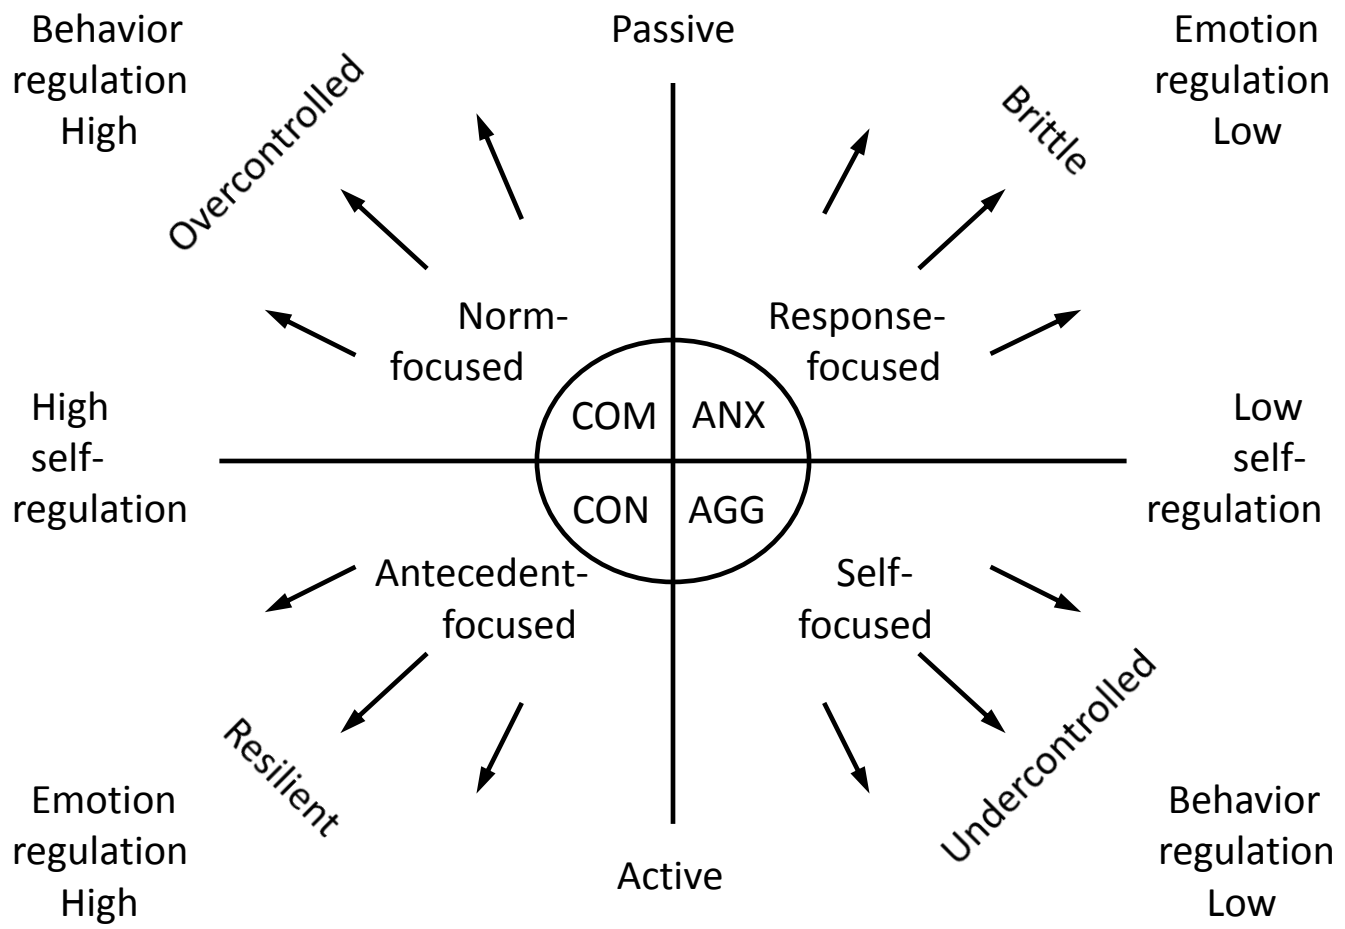 Behavior
regulation
High
Overcontrolled
Passive
Emotion
regulation
Low
Brittle
Norm-
focused
Response-
focused
High
self-
regulation
COM
ANX
CON
AGG
Low
self-
regulation
Antecedent-
focused
Self-
focused
Resilient
Undercontrolled
Emotion
regulation
High
Active
Behavior
regulation
Low